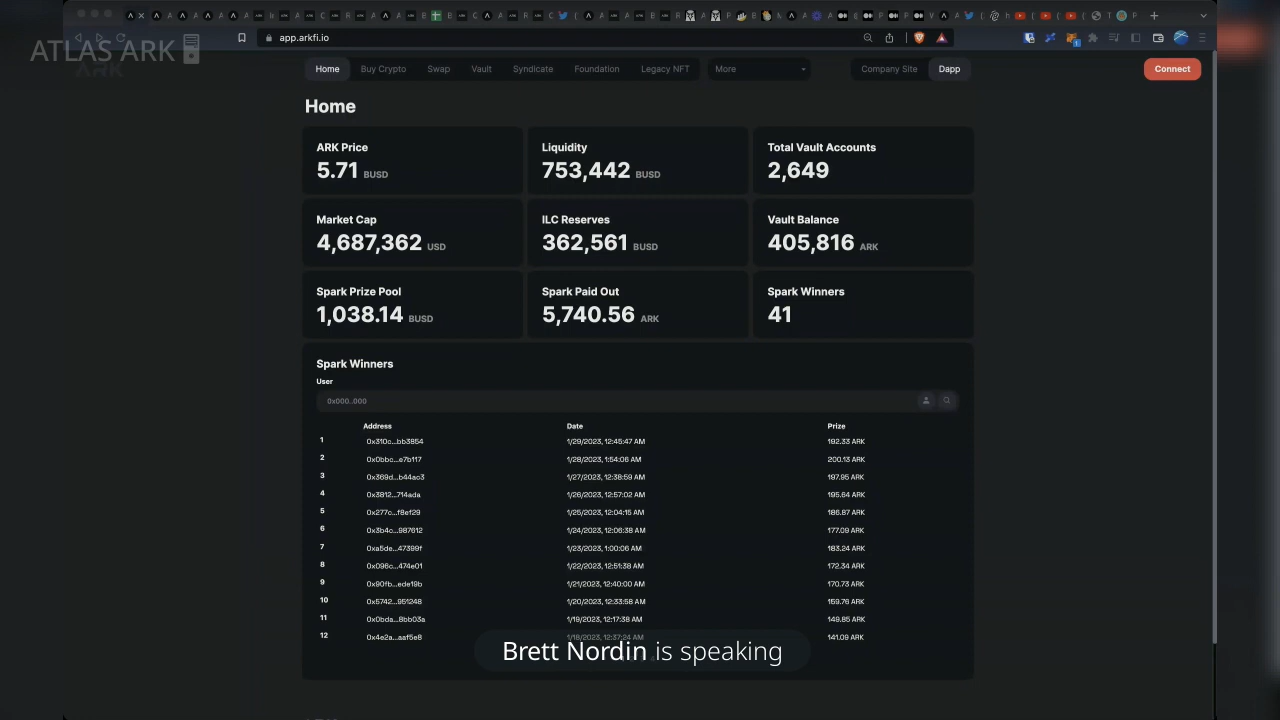 app.arkfi.io
ATLAS ARK
ARK
Home Buy Crypto Swap Vault Syndicate Foundation Legacy NFT More Company Site Dapp Connect
Home
ARK Price Liquidity Total Vault Accounts
5.71 BUSD 753,442 BUSD 2,649
Market Cap ILC Reserves Vault Balance
4,687,362 USD 362,561 BUSD 405,816 ARK
Spark Prize Pool Spark Paid Out Spark Winners
1,038.14 BUSD 5,740.56 ARK 41
Spark Winners
User
0x000..000
Address Date Prize
1 0x310c...bb3854 1/29/2023, 12:45:47 AM 192.33 ARK
2 0x0bbc...e7b117 1/28/2023, 1:54:06 AM 200.13 ARK
3 0x369d...b44ac3 1/27/2023, 12:38:59 AM 197.95 ARK
4 0x3812...714ada 1/26/2023, 12:57:02 AM 195.64 ARK
5 0x277c...f8ef29 1/25/2023, 12:04:15 AM 186.87 ARK
6 0x3b4c...987612 1/24/2023, 12:06:38 AM 177.09 ARK
7 0xa5de...47399f 1/23/2023, 1:00:06 AM 183.24 ARK
8 0x096c...474e01 1/22/2023, 12:51:38 AM 172.34 ARK
9 0x90fb...ede19b 1/21/2023, 12:40:00 AM 170.73 ARK
10 0x5742...951248 1/20/2023, 12:33:58 AM 159.76 ARK
11 0x0bda...8bb03a 1/19/2023, 12:17:38 AM 149.85 ARK
12 0x4e2a...aaf5e8 1/18/2023, 12:37:24 AM 141.09 ARK
Brett Nordin is speaking